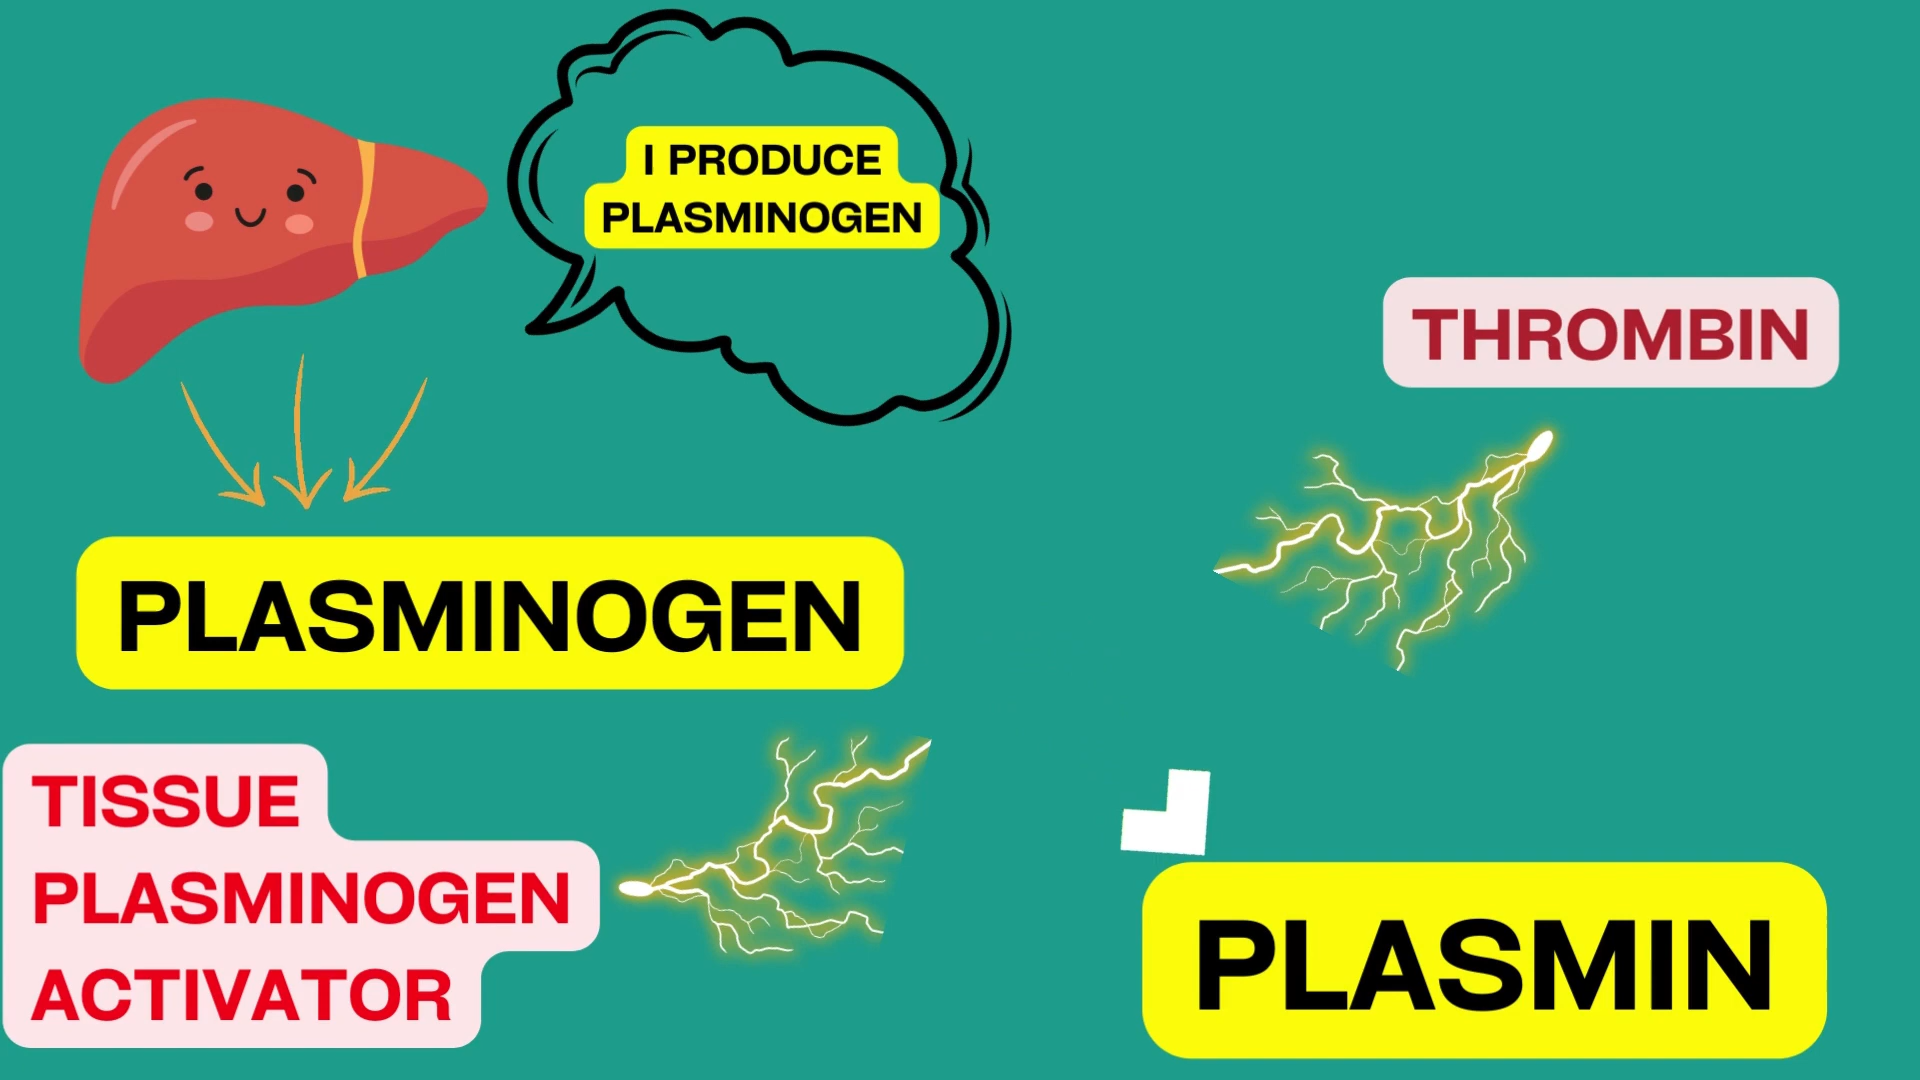 I PRODUCE
PLASMINOGEN
THROMBIN
PLASMINOGEN
TISSUE
PLASMINOGEN
ACTIVATOR
PLASMIN